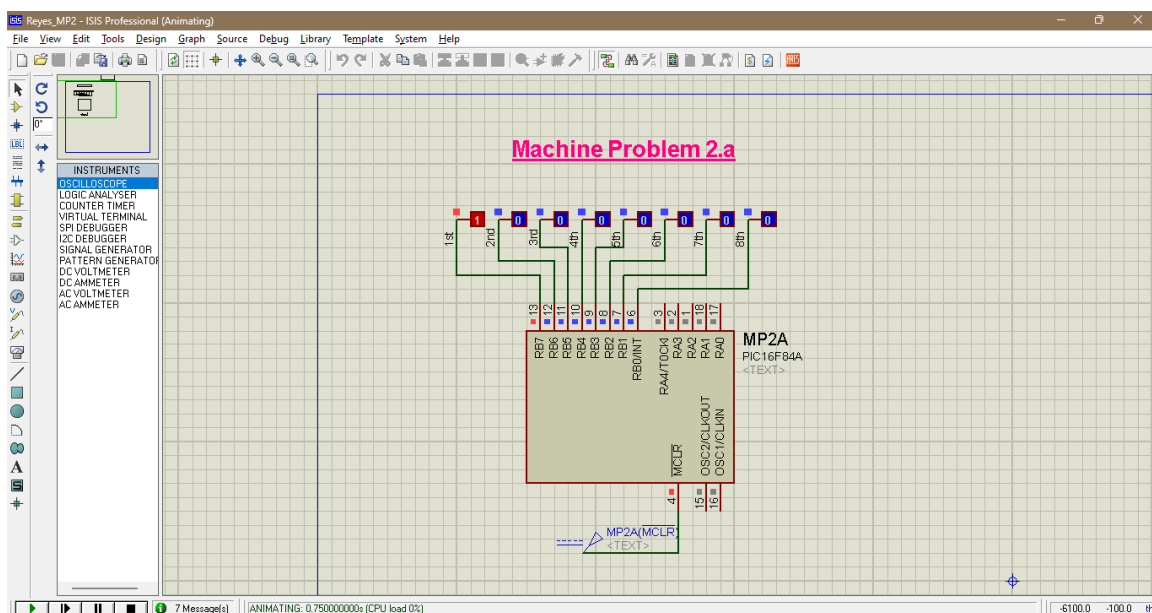 ISIS Reyes_MP2 - ISIS Professional (Animating)
File View Edit Tools Design Graph Source Debug Library Template System Help
0°
LBL
INSTRUMENTS
OSCILLOSCOPE
LOGIC ANALYSER
COUNTER TIMER
VIRTUAL TERMINAL
SPI DEBUGGER
I2C DEBUGGER
SIGNAL GENERATOR
PATTERN GENERATOR
DC VOLTMETER
DC AMMETER
AC VOLTMETER
AC AMMETER
A
S
V
I
Machine Problem 2.a
1 0 0 0 0 0 0 0
1st 2nd 3rd 4th 5th 6th 7th 8th
13 12 11 10 9 8 7 6 3 2 1 18 17
RB7 RB6 RB5 RB4 RB3 RB2 RB1 RB0/INT RA4/T0CKI RA3 RA2 RA1 RA0
MP2A
PIC16F84A
<TEXT>
MCLR OSC2/CLKOUT OSC1/CLKIN
4 15 16
MP2A(MCLR)
<TEXT>
7 Message(s) ANIMATING: 0.750000000s (CPU load 0%) -6100.0 -100.0 th